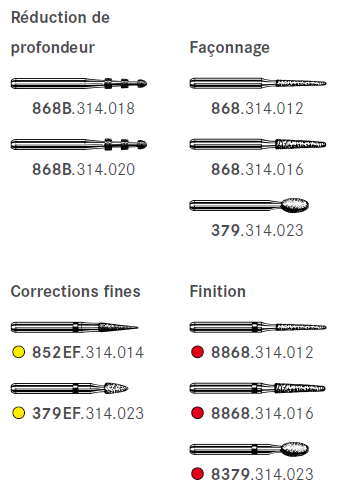 Réduction de
profondeur
868B.314.018
868B.314.020
Façonnage
868.314.012
868.314.016
379.314.023
Corrections fines
852EF.314.014
379EF.314.023
Finition
8868.314.012
8868.314.016
8379.314.023